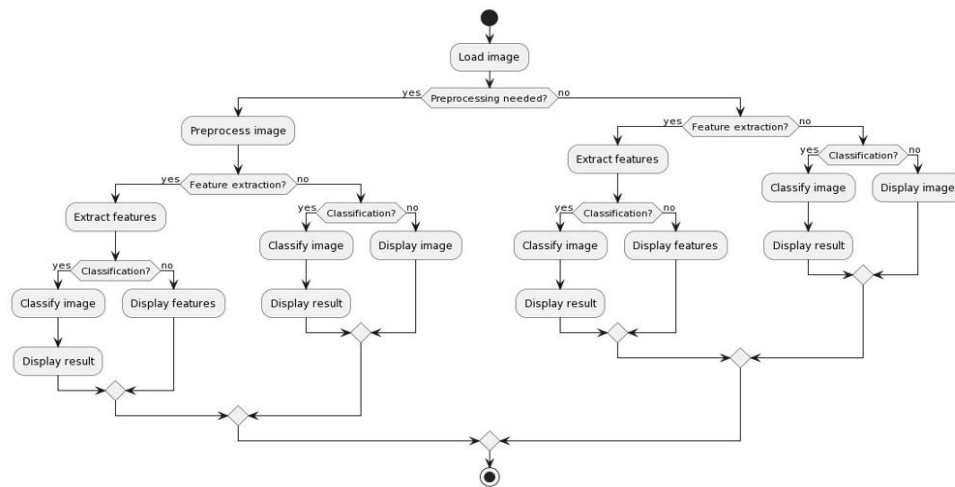 Load image
yes
Preprocessing needed?
no
Preprocess image
yes
Feature extraction?
no
Extract features
yes
Classification?
no
Classify image
Display features
Display result
yes
Classification?
no
Classify image
Display image
Display result
yes
Feature extraction?
no
Extract features
yes
Classification?
no
Classify image
Display features
Display result
yes
Classification?
no
Classify image
Display image
Display result